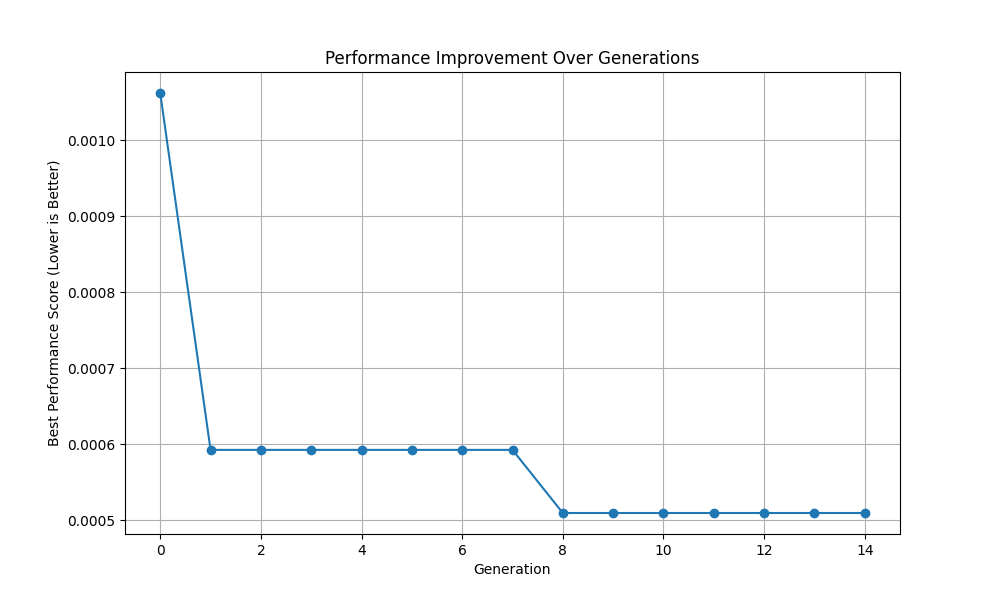 Performance Improvement Over Generations
Best Performance Score (Lower is Better)
0.0010
0.0009
0.0008
0.0007
0.0006
0.0005
0 2 4 6 8 10 12 14
Generation